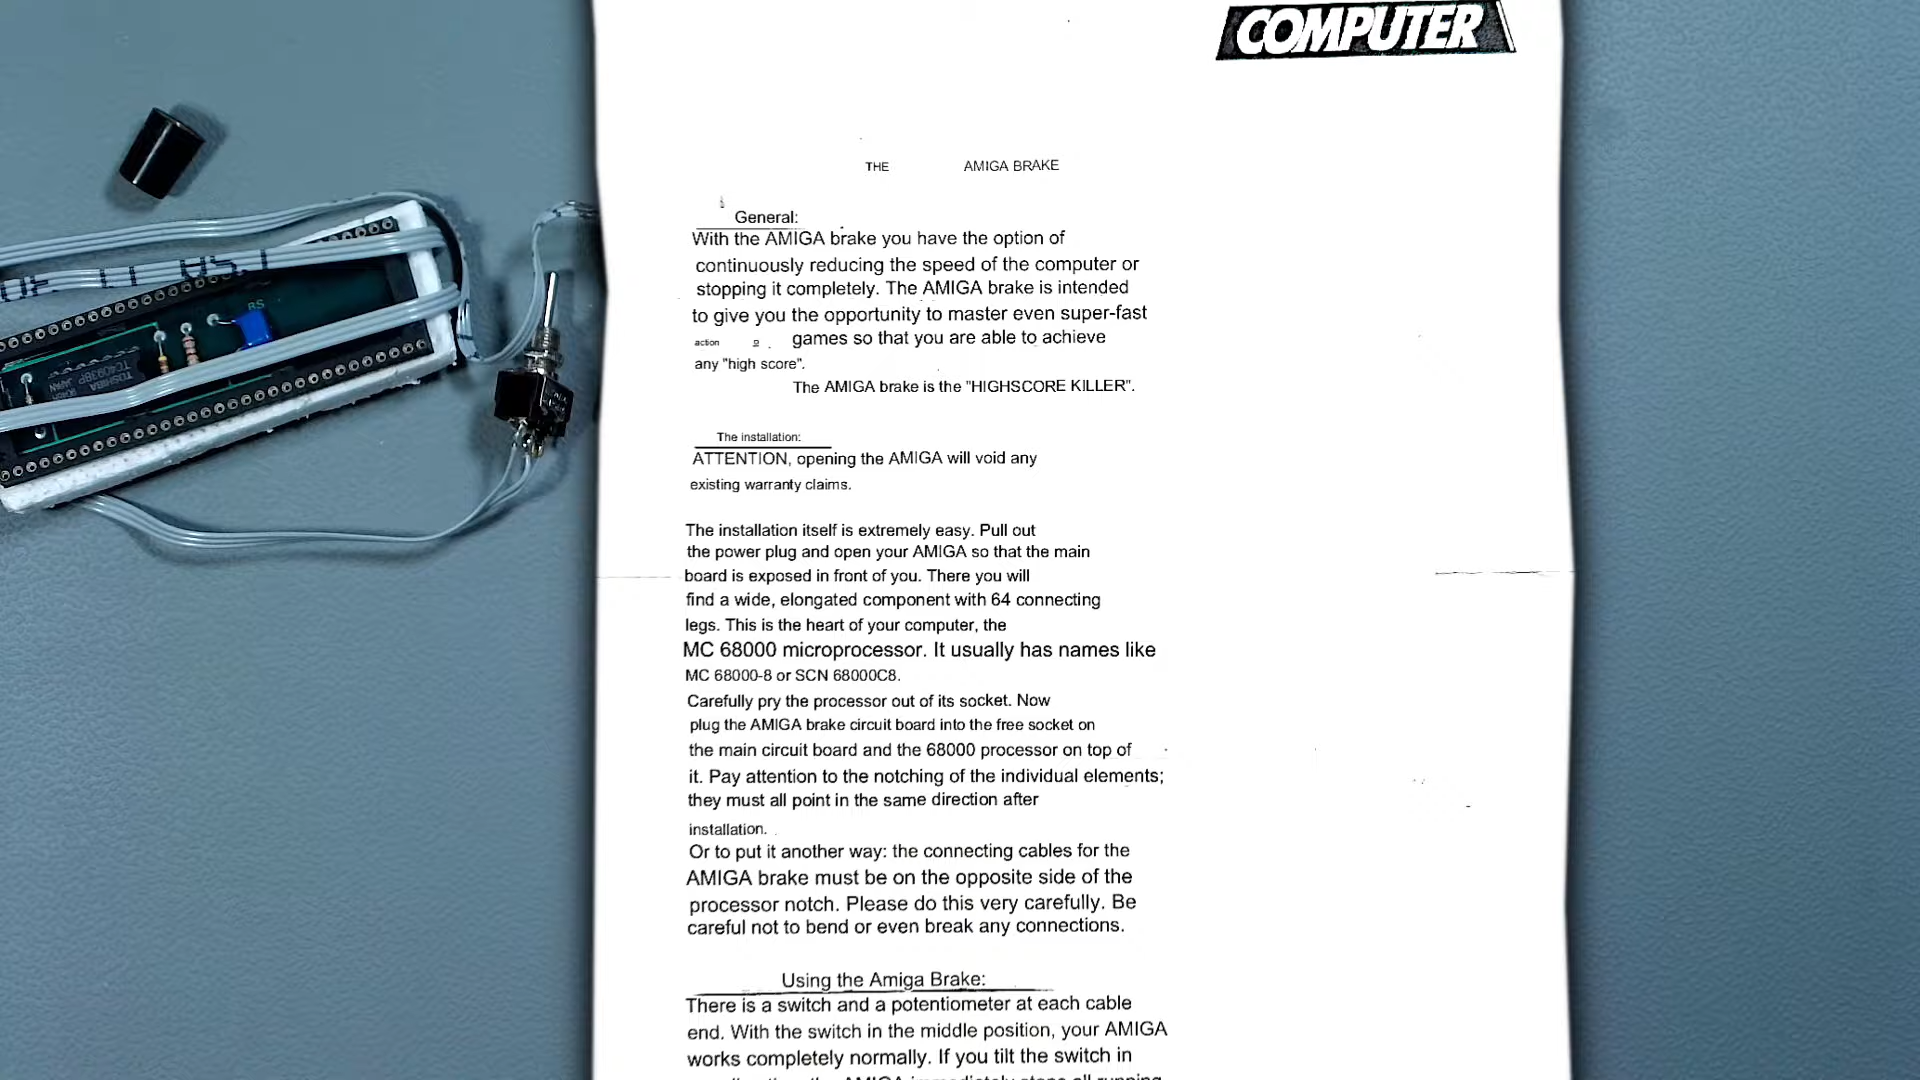 COMPUTER
THE AMIGA BRAKE
General:
With the AMIGA brake you have the option of
continuously reducing the speed of the computer or
stopping it completely. The AMIGA brake is intended
to give you the opportunity to master even super-fast
action games so that you are able to achieve
any "high score".
The AMIGA brake is the "HIGHSCORE KILLER".
The installation:
ATTENTION, opening the AMIGA will void any
existing warranty claims.
The installation itself is extremely easy. Pull out
the power plug and open your AMIGA so that the main
board is exposed in front of you. There you will
find a wide, elongated component with 64 connecting
legs. This is the heart of your computer, the
MC 68000 microprocessor. It usually has names like
MC 68000-8 or SCN 68000C8.
Carefully pry the processor out of its socket. Now
plug the AMIGA brake circuit board into the free socket on
the main circuit board and the 68000 processor on top of
it. Pay attention to the notching of the individual elements;
they must all point in the same direction after
installation.
Or to put it another way: the connecting cables for the
AMIGA brake must be on the opposite side of the
processor notch. Please do this very carefully. Be
careful not to bend or even break any connections.
Using the Amiga Brake:
There is a switch and a potentiometer at each cable
end. With the switch in the middle position, your AMIGA
works completely normally. If you tilt the switch in
RS
TC4093BP
TOSHIBA
JAPAN